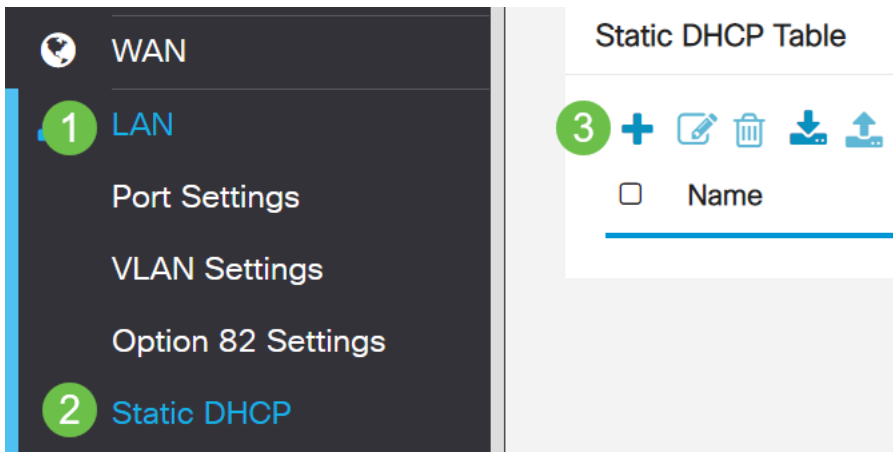 WAN
1 LAN
Port Settings
VLAN Settings
Option 82 Settings
2 Static DHCP
Static DHCP Table
3
Name